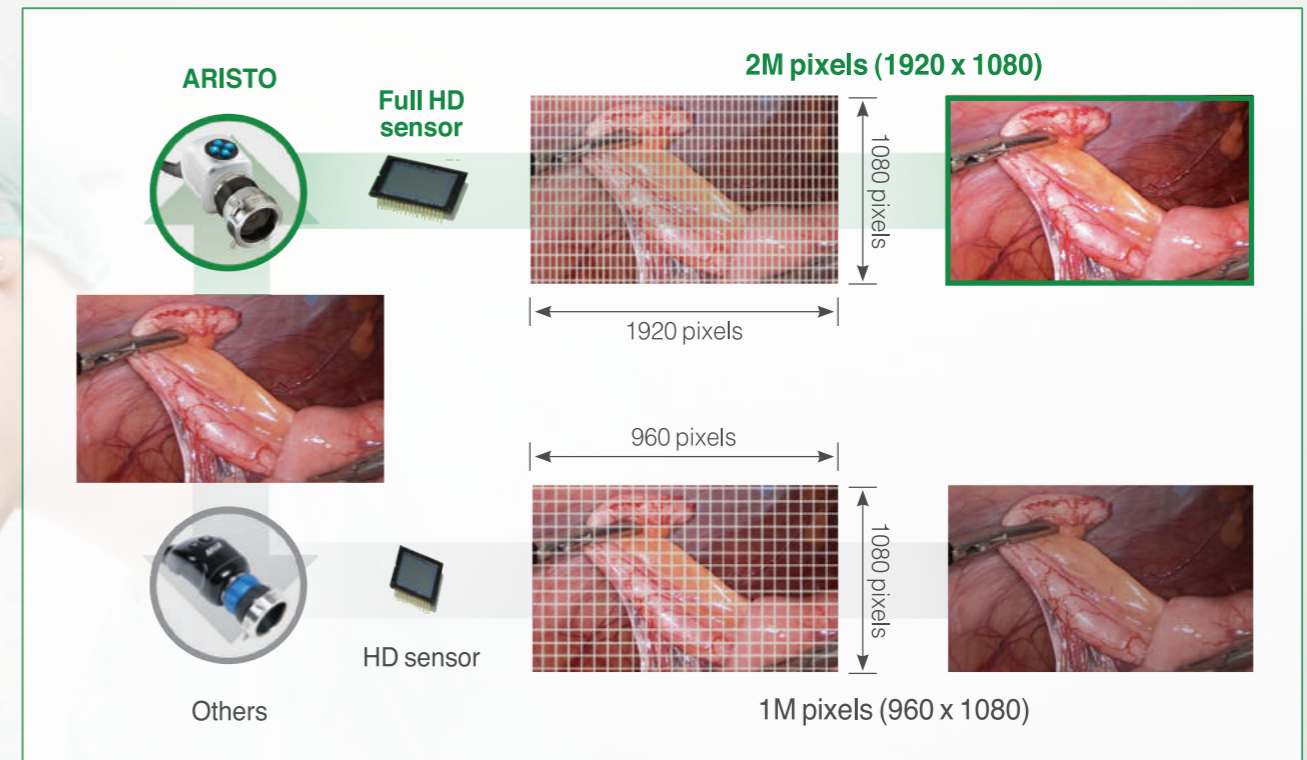 ARISTO
Full HD
sensor
2M pixels (1920 x 1080)
1080 pixels
1920 pixels
960 pixels
1080 pixels
HD sensor
Others
1M pixels (960 x 1080)